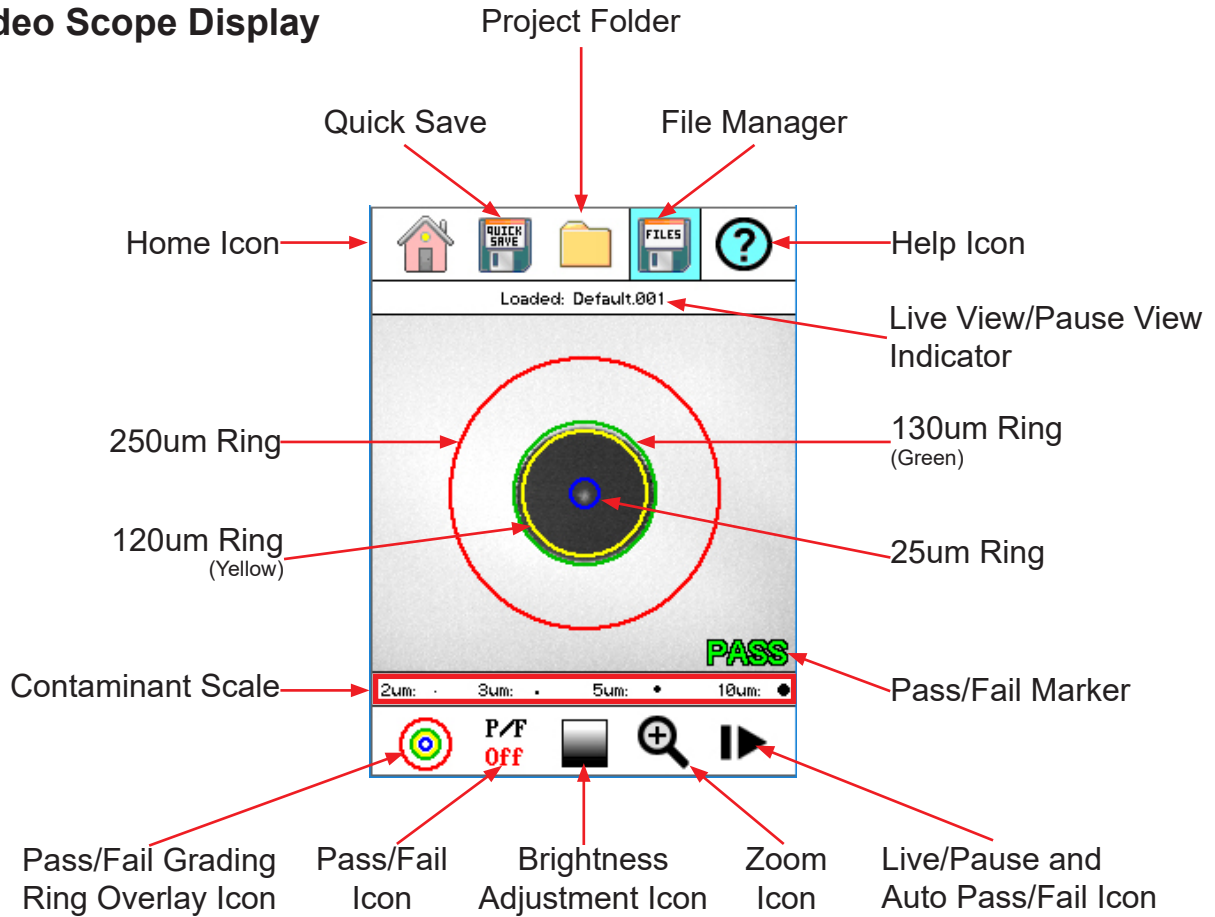 deo Scope Display
Project Folder
Quick Save
File Manager
Home Icon
QUICK
SAVE
FILES
?
Help Icon
Loaded: Default.001
Live View/Pause View
Indicator
250um Ring
130um Ring
(Green)
120um Ring
(Yellow)
25um Ring
PASS
Contaminant Scale
2um:
3um:
5um:
10um:
Pass/Fail Marker
P/F
Off
Pass/Fail Grading
Ring Overlay Icon
Pass/Fail
Icon
Brightness
Adjustment Icon
Zoom
Icon
Live/Pause and
Auto Pass/Fail Icon